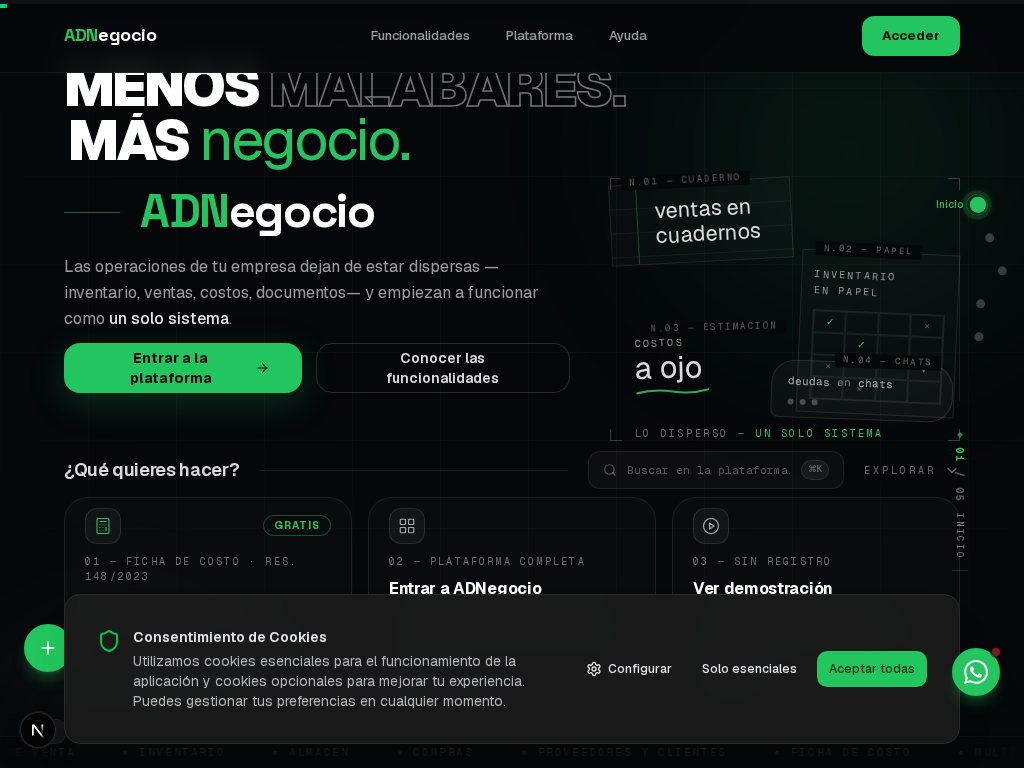 ADNegocio
Funcionalidades
Plataforma
Ayuda
Acceder
MENOS MALABARES.
MÁS negocio.
ADNegocio
Las operaciones de tu empresa dejan de estar dispersas —
inventario, ventas, costos, documentos— y empiezan a funcionar
como un solo sistema.
Entrar a la
plataforma
Conocer las
funcionalidades
N.01 — CUADERNO
ventas en
cuadernos
N.02 — PAPEL
INVENTARIO
EN PAPEL
N.03 — ESTIMACIÓN
COSTOS
a ojo
N.04 — CHATS
deudas en chats
LO DISPERSO — UN SOLO SISTEMA
Inicio
01 / 05 INICIO
¿Qué quieres hacer?
Buscar en la plataforma.
⌘K
EXPLORAR
GRATIS
01 — FICHA DE COSTO · RES.
148/2023
02 — PLATAFORMA COMPLETA
Entrar a ADNegocio
03 — SIN REGISTRO
Ver demostración
Consentimiento de Cookies
Utilizamos cookies esenciales para el funcionamiento de la
aplicación y cookies opcionales para mejorar tu experiencia.
Puedes gestionar tus preferencias en cualquier momento.
Configurar
Solo esenciales
Aceptar todas
N
INVENTARIO
ALMACÉN
COMPRAS
PROVEEDORES Y CLIENTES
FICHA DE COSTO